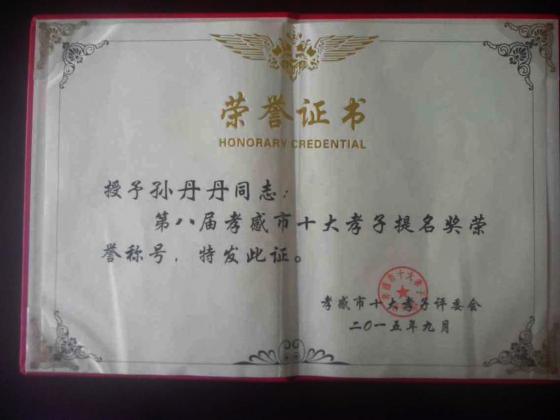 荣誉证书
HONORARY CREDENTIAL
授予孙丹丹同志：
第八届孝感市十大孝子提名奖荣
誉称号，特发此证。
孝感市十大孝子评委会
二〇一五年九月